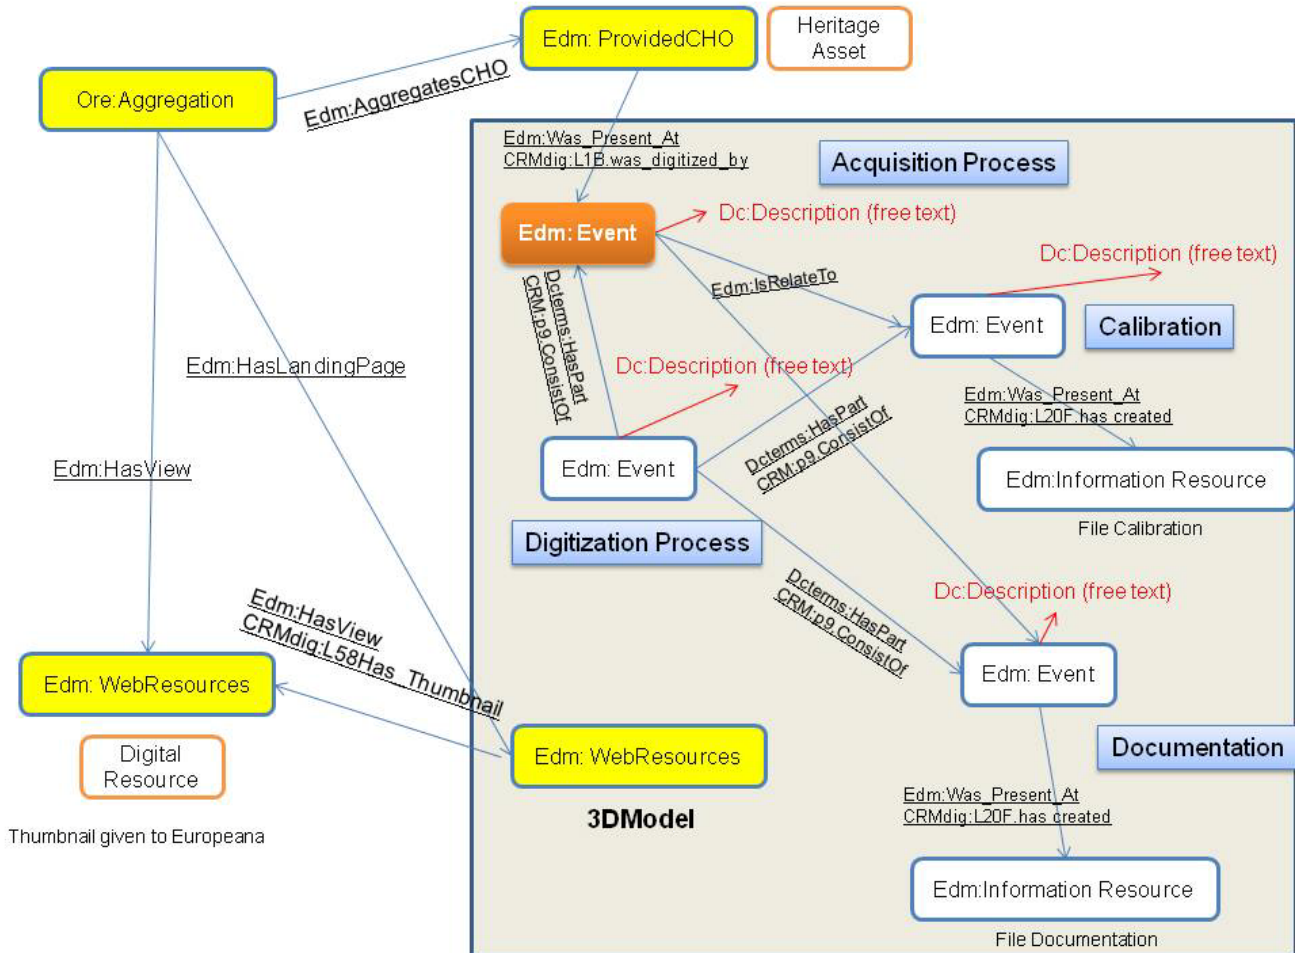 Edm: ProvidedCHO
Heritage
Asset
Ore:Aggregation
Edm:AggregatesCHO
Edm:Was_Present_At
CRMdig:L1B.was_digitized_by
Acquisition Process
Edm: Event
Dc:Description (free text)
Dc:Description (free text)
Edm:IsRelateTo
Edm: Event
Calibration
Dcterms:HasPart
CRM:p9.ConsistOf
Edm:HasLandingPage
Dc:Description (free text)
Edm:Was_Present_At
CRMdig:L20F.has created
Dcterms:HasPart
CRM:p9.ConsistOf
Edm:HasView
Edm: Event
Edm:Information Resource
File Calibration
Digitization Process
Dcterms:HasPart
CRM:p9.ConsistOf
Dc:Description (free text)
Edm:HasView
CRMdig:L58Has_Thumbnail
Edm: WebResources
Edm: Event
Digital
Resource
Edm: WebResources
Documentation
3DModel
Edm:Was_Present_At
CRMdig:L20F.has created
Thumbnail given to Europeana
Edm:Information Resource
File Documentation